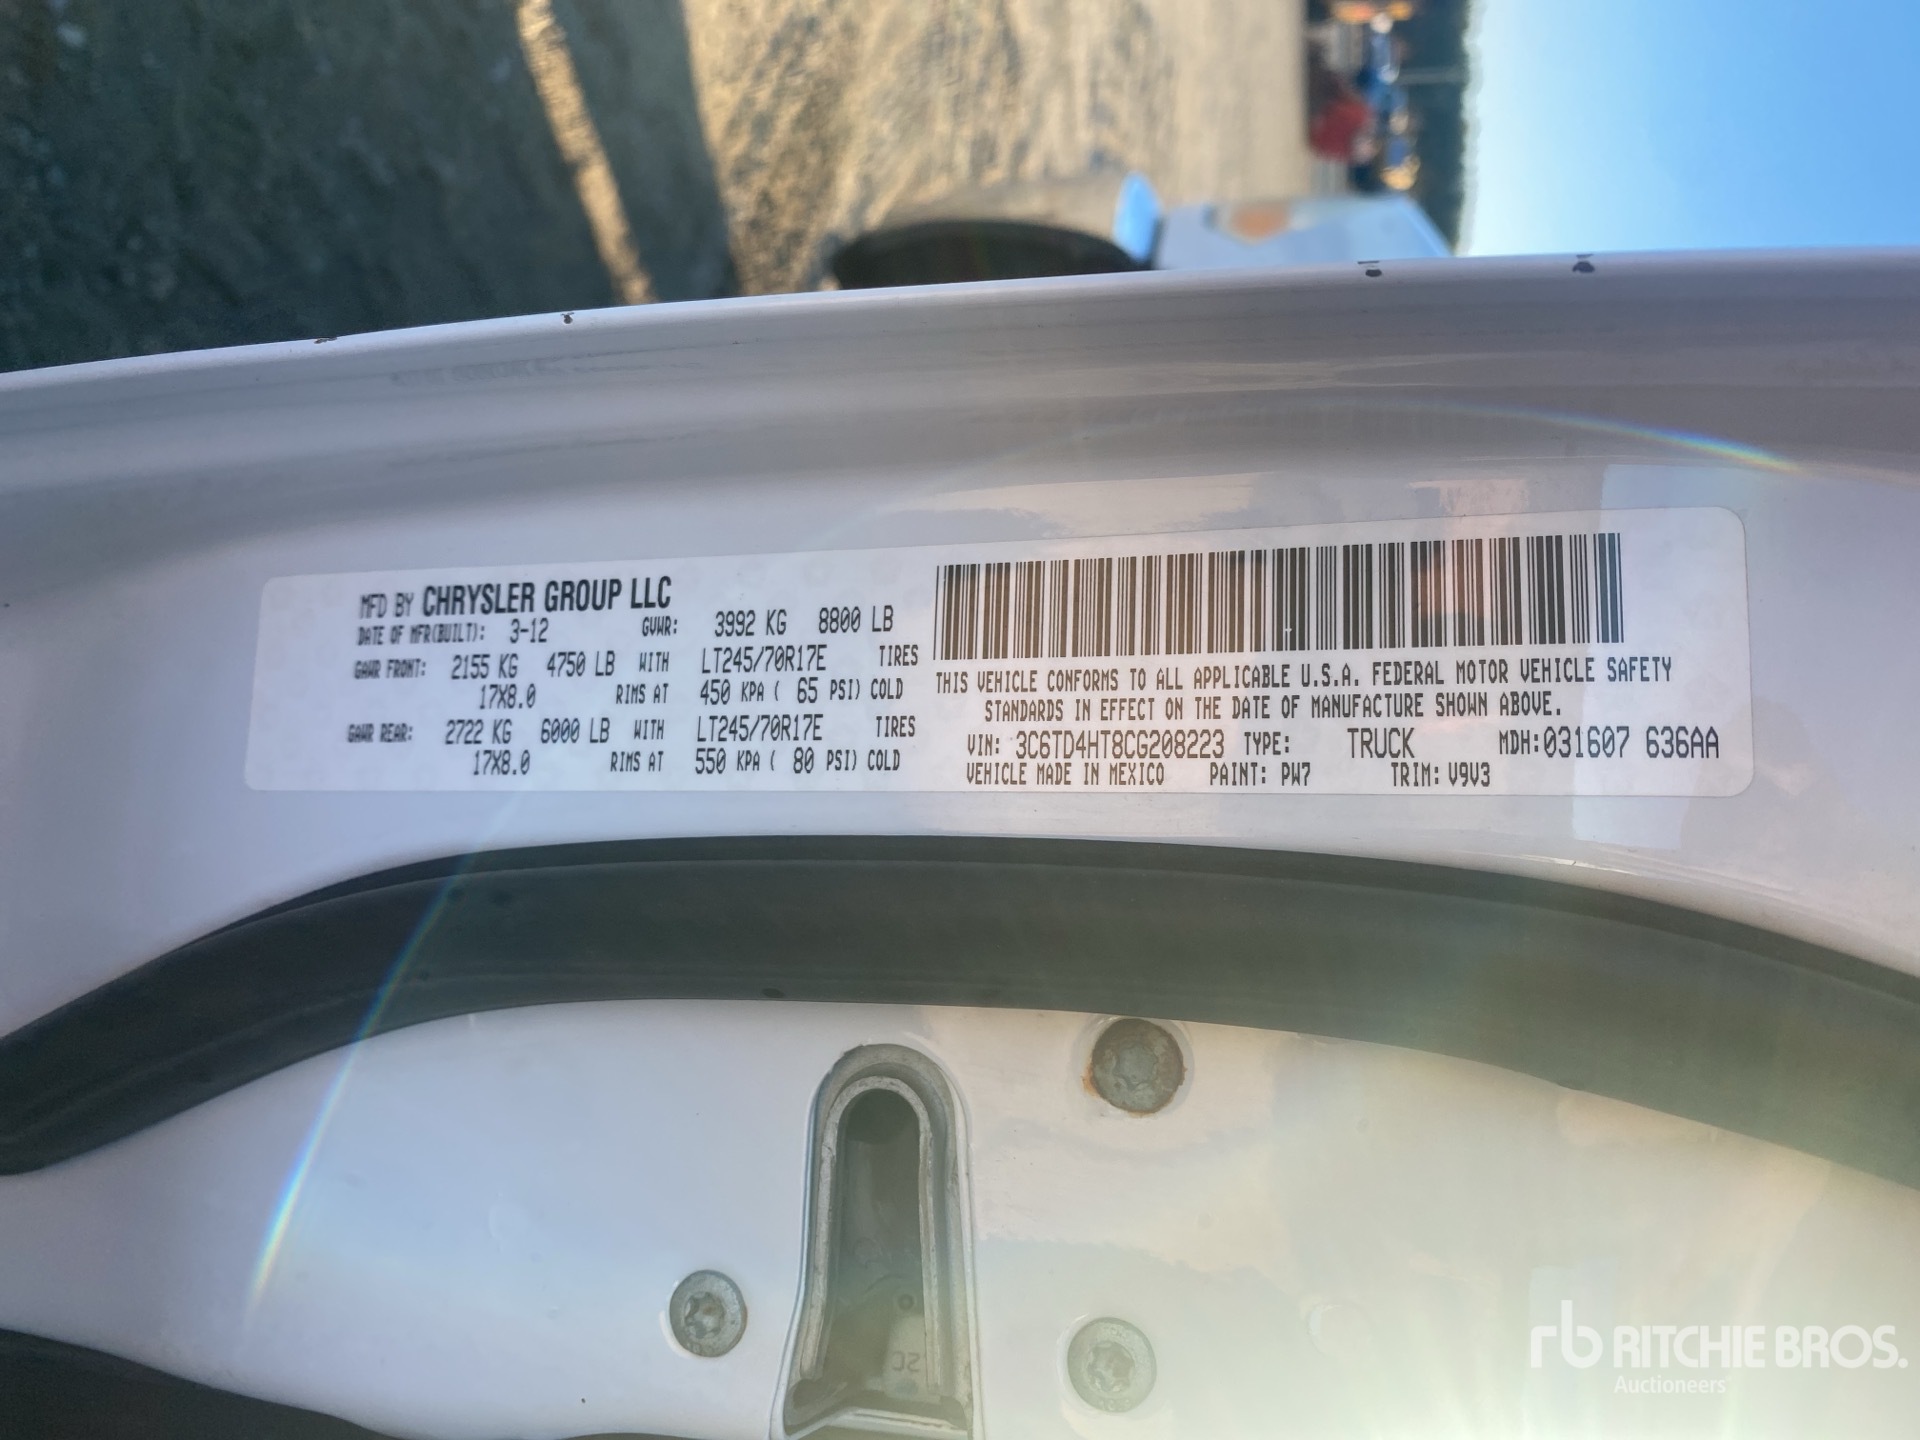 MFD BY CHRYSLER GROUP LLC
DATE OF MFR(BUILT): 3-12 GVWR: 3992 KG 8800 LB
GAWR FRONT: 2155 KG 4750 LB WITH LT245/70R17E TIRES
17X8.0 RIMS AT 450 KPA ( 65 PSI) COLD
GAWR REAR: 2722 KG 6000 LB WITH LT245/70R17E TIRES
17X8.0 RIMS AT 550 KPA ( 80 PSI) COLD
THIS VEHICLE CONFORMS TO ALL APPLICABLE U.S.A. FEDERAL MOTOR VEHICLE SAFETY
STANDARDS IN EFFECT ON THE DATE OF MANUFACTURE SHOWN ABOVE.
VIN: 3C6TD4HT8CG208223 TYPE: TRUCK MDH:031607 636AA
VEHICLE MADE IN MEXICO PAINT: PW7 TRIM: V9V3
2C
rb RITCHIE BROS.
Auctioneers